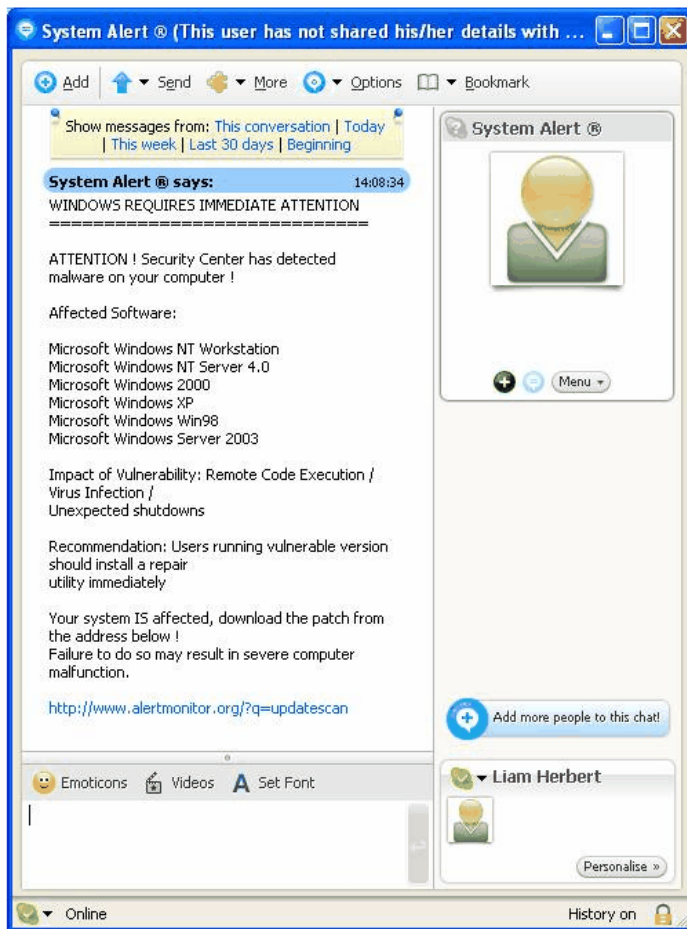 System Alert ® (This user has not shared his/her details with ...
Add Send More Options Bookmark
Show messages from: This conversation | Today
| This week | Last 30 days | Beginning
System Alert ® says: 14:08:34
WINDOWS REQUIRES IMMEDIATE ATTENTION
=============================
ATTENTION ! Security Center has detected
malware on your computer !
Affected Software:
Microsoft Windows NT Workstation
Microsoft Windows NT Server 4.0
Microsoft Windows 2000
Microsoft Windows XP
Microsoft Windows Win98
Microsoft Windows Server 2003
Impact of Vulnerability: Remote Code Execution /
Virus Infection /
Unexpected shutdowns
Recommendation: Users running vulnerable version
should install a repair
utility immediately
Your system IS affected, download the patch from
the address below !
Failure to do so may result in severe computer
malfunction.
http://www.alertmonitor.org/?q=updatescan
Emoticons Videos A Set Font
System Alert ®
Menu
Add more people to this chat!
Liam Herbert
Personalise »
Online
History on